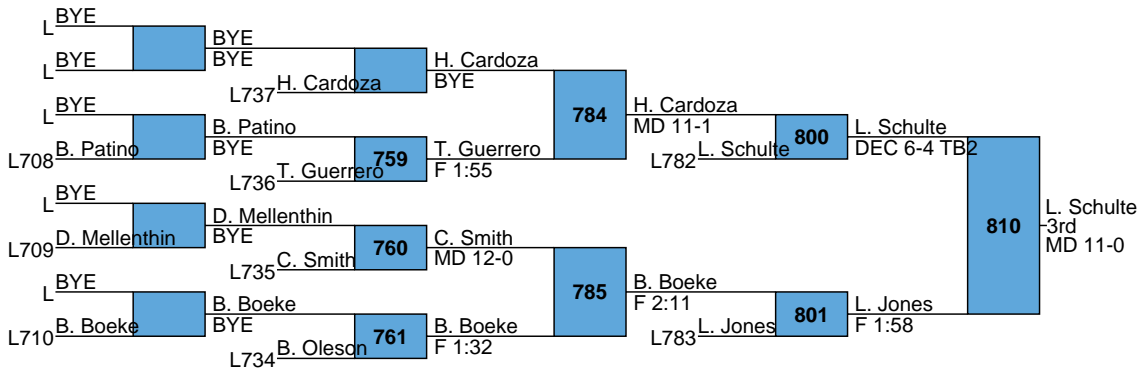 BYE
L
BYE
BYE
BYE
L
H. Cardoza
BYE
H. Cardoza
L737
BYE
L
784
H. Cardoza
MD 11-1
B. Patino
BYE
B. Patino
L708
759
T. Guerrero
F 1:55
T. Guerrero
L736
800
L. Schulte
DEC 6-4 TB2
L. Schulte
L782
BYE
L
D. Mellenthin
BYE
D. Mellenthin
L709
760
C. Smith
MD 12-0
C. Smith
L735
810
L. Schulte
3rd
MD 11-0
BYE
L
785
B. Boeke
F 2:11
B. Boeke
BYE
B. Boeke
L710
761
B. Boeke
F 1:32
B. Oleson
L734
801
L. Jones
F 1:58
L. Jones
L783